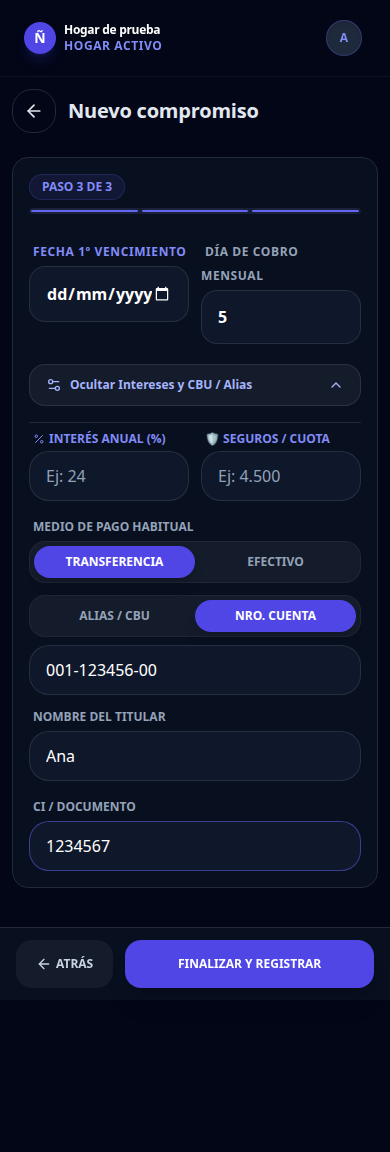 Ñ
Hogar de prueba
HOGAR ACTIVO
A
Nuevo compromiso
PASO 3 DE 3
FECHA 1º VENCIMIENTO
dd/mm/yyyy
DÍA DE COBRO
MENSUAL
5
Ocultar Intereses y CBU / Alias
INTERÉS ANUAL (%)
Ej: 24
SEGUROS / CUOTA
Ej: 4.500
MEDIO DE PAGO HABITUAL
TRANSFERENCIA
EFECTIVO
ALIAS / CBU
NRO. CUENTA
001-123456-00
NOMBRE DEL TITULAR
Ana
CI / DOCUMENTO
1234567
ATRÁS
FINALIZAR Y REGISTRAR